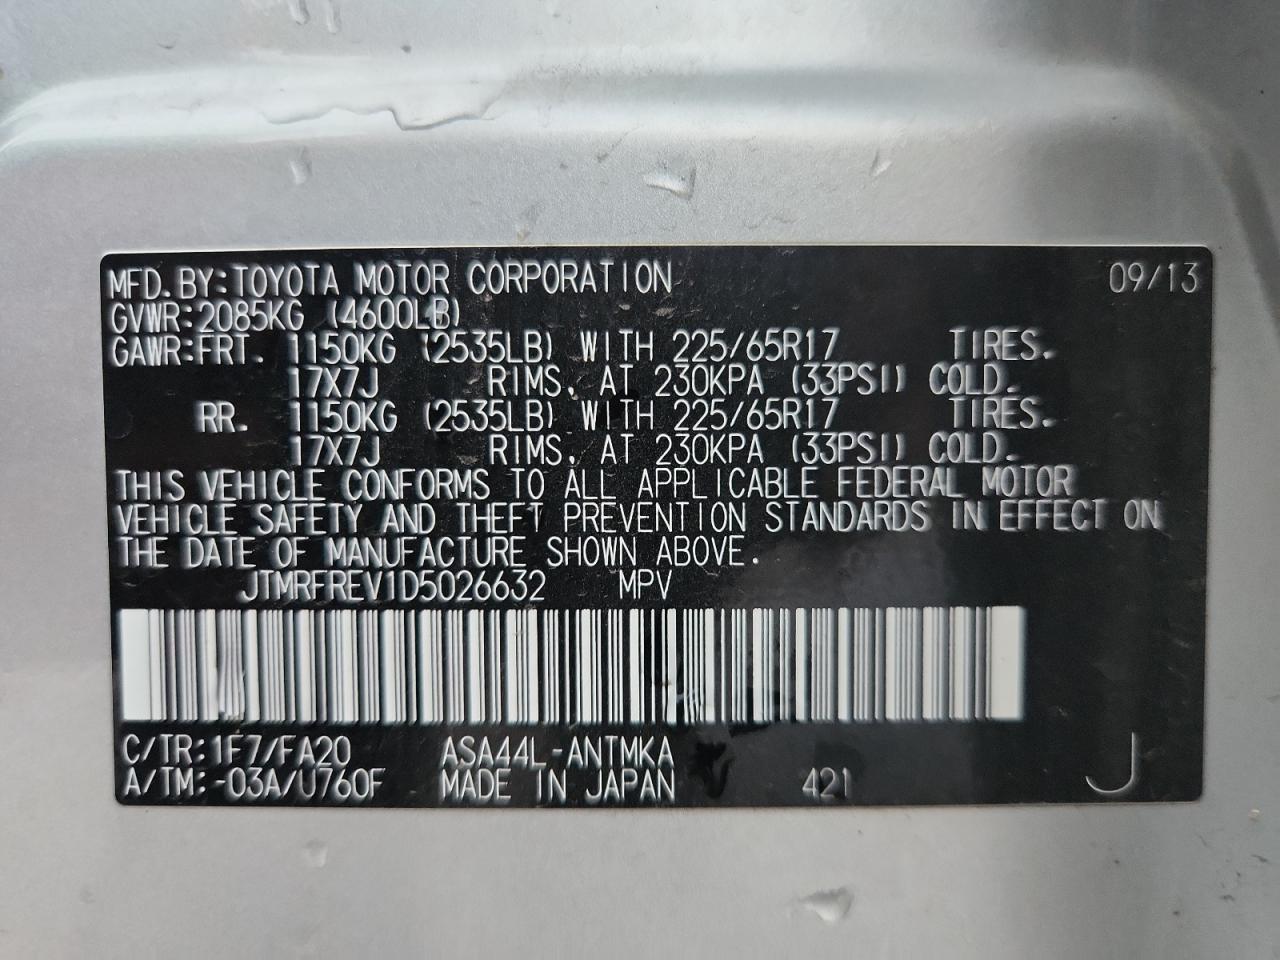 MFD.BY:TOYOTA MOTOR CORPORATION 09/13
GVWR:2085KG (4600LB)
GAWR:FRT. 1150KG (2535LB) WITH 225/65R17 TIRES.
17X7J RIMS, AT 230KPA (33PSI) COLD.
RR. 1150KG (2535LB) WITH 225/65R17 TIRES.
17X7J RIMS, AT 230KPA (33PSI) COLD.
THIS VEHICLE CONFORMS TO ALL APPLICABLE FEDERAL MOTOR
VEHICLE SAFETY AND THEFT PREVENTION STANDARDS IN EFFECT ON
THE DATE OF MANUFACTURE SHOWN ABOVE.
JTMRFREV1D5026632 MPV
C/TR:1F7/FA20 ASA44L-ANTMKA
A/TM:-03A/U760F MADE IN JAPAN 421 J